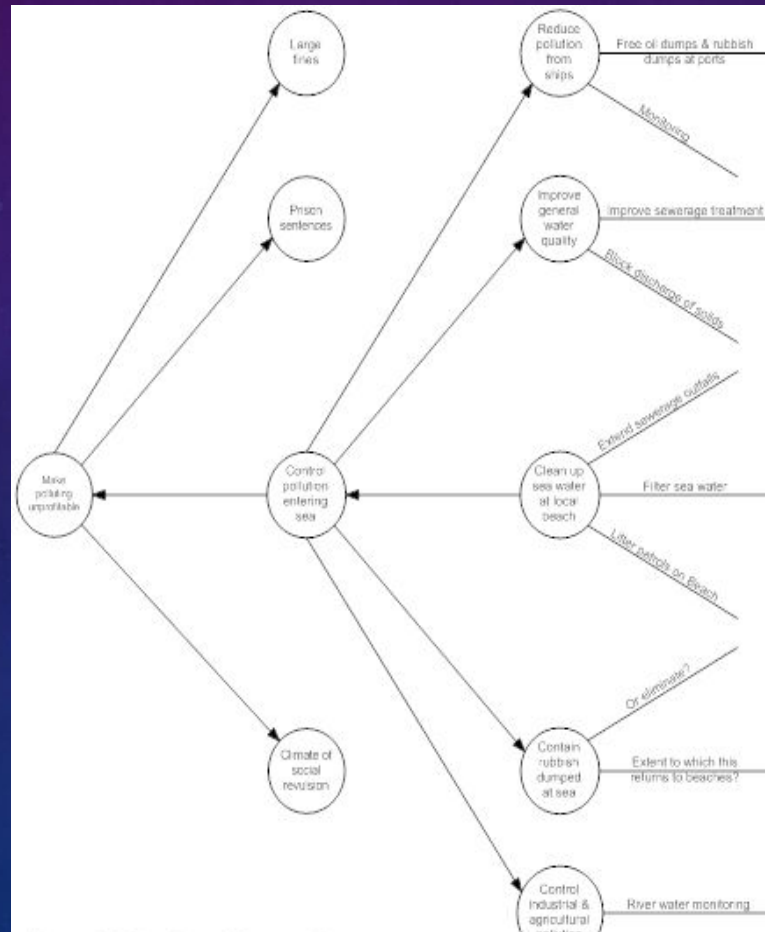 Large
fines
Reduce
pollution
from
ships
Free oil dumps & rubbish
dumps at ports
Monitoring
Prison
sentences
Improve
general
water
quality
Improve sewerage treatment
Block discharge of solids
Extend sewerage outfalls
Make
polluting
unprofitable
Control
pollution
entering
sea
Clean up
sea water
at local
beach
Filter sea water
Litter patrols on Beach
Or eliminate?
Climate of
social
revulsion
Contain
rubbish
dumped
at sea
Extent to which this
returns to beaches?
Control
industrial &
agricultural
River water monitoring